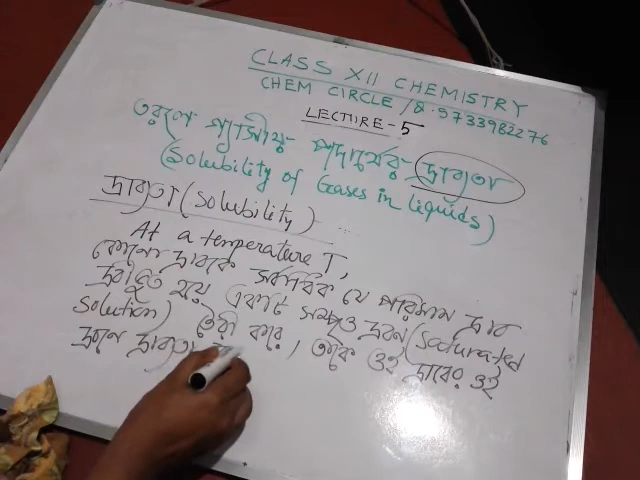 CLASS XII CHEMISTRY
CHEM CIRCLE / 8.9733982276
LECTURE-5
তরলে গ্যাসীয় পদার্থের দ্রাব্যতা
(Solubility of Gases in liquids)
দ্রাব্যতা (Solubility)
At a temperature T,
কোনো দ্রাবকে সর্বাধিক যে পরিমান দ্রাব
দ্রবীভূত হয়ে একটি সম্পৃক্ত দ্রবণ (Saturated
Solution) তৈরী করে, তাকে ওই দ্রাবের ওই
দ্রাব্যতা